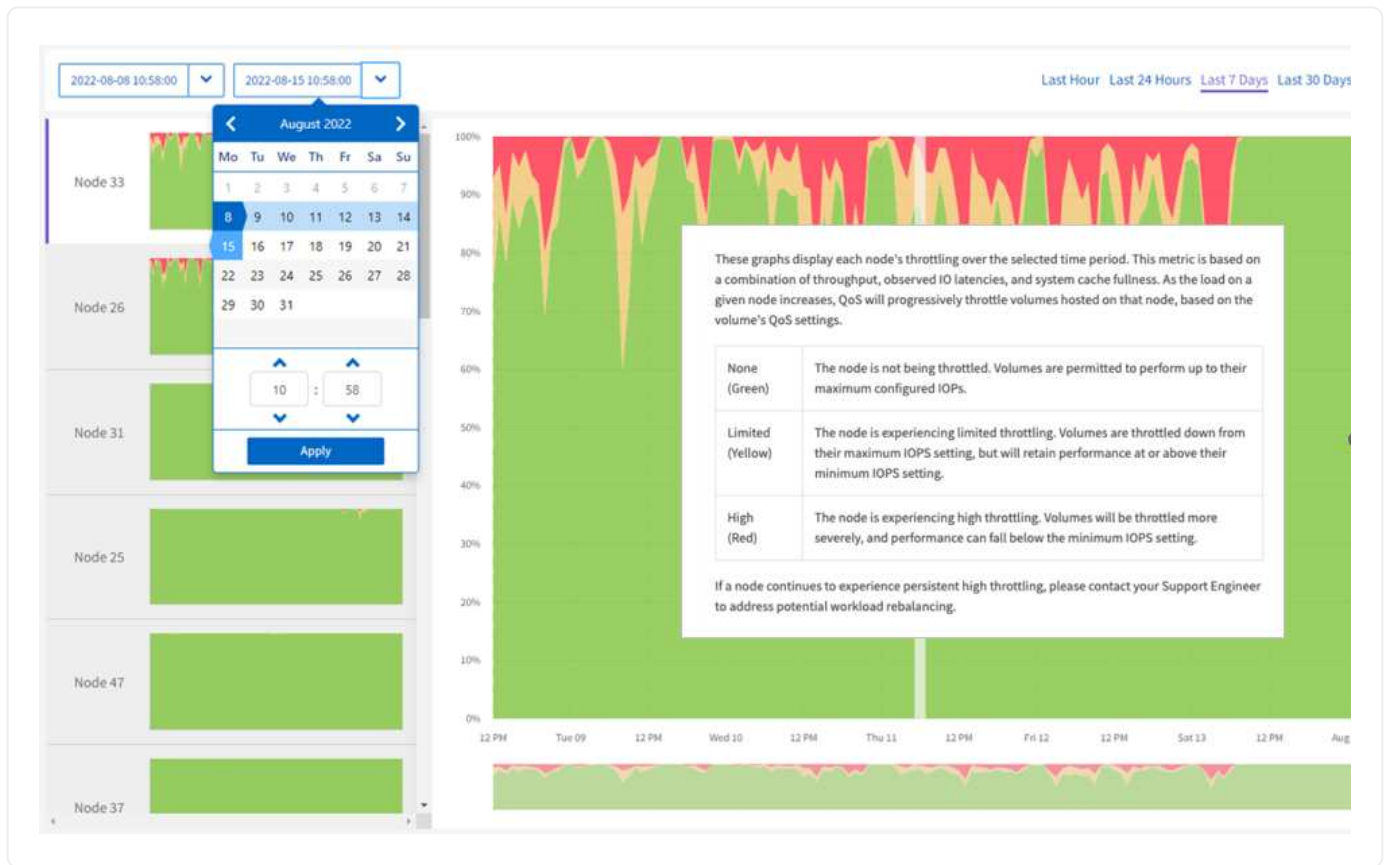 2022-08-08 10:58:00
2022-08-15 10:58:00
Last Hour Last 24 Hours Last 7 Days Last 30 Days
August 2022
Mo Tu We Th Fr Sa Su
1 2 3 4 5 6 7
8 9 10 11 12 13 14
15 16 17 18 19 20 21
22 23 24 25 26 27 28
29 30 31
10 : 58
Apply
Node 33
Node 26
Node 31
Node 25
Node 47
Node 37
100%
90%
80%
70%
60%
50%
40%
30%
20%
10%
0%
These graphs display each node's throttling over the selected time period. This metric is based on
a combination of throughput, observed IO latencies, and system cache fullness. As the load on a
given node increases, QoS will progressively throttle volumes hosted on that node, based on the
volume's QoS settings.
None
(Green)
The node is not being throttled. Volumes are permitted to perform up to their
maximum configured IOPs.
Limited
(Yellow)
The node is experiencing limited throttling. Volumes are throttled down from
their maximum IOPS setting, but will retain performance at or above their
minimum IOPS setting.
High
(Red)
The node is experiencing high throttling. Volumes will be throttled more
severely, and performance can fall below the minimum IOPS setting.
If a node continues to experience persistent high throttling, please contact your Support Engineer
to address potential workload rebalancing.
12 PM Tue 09 12 PM Wed 10 12 PM Thu 11 12 PM Fri 12 12 PM Sat 13 12 PM Aug